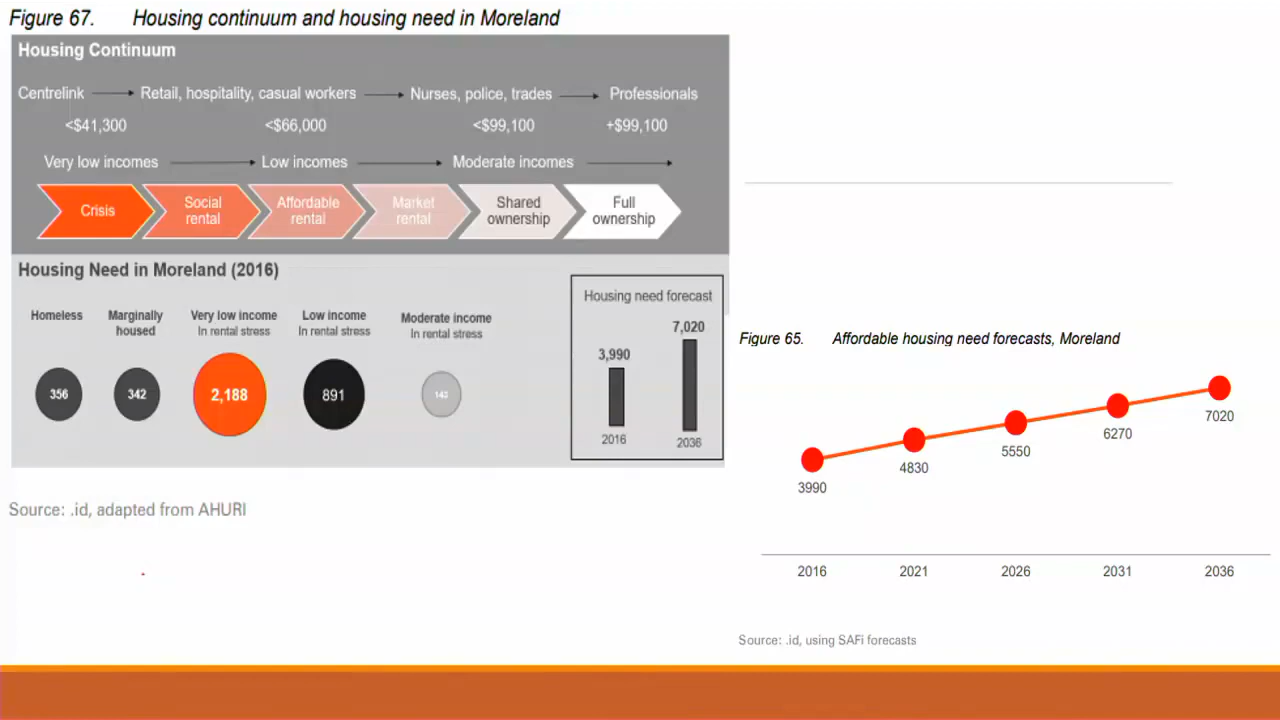 Figure 67. Housing continuum and housing need in Moreland
Housing Continuum
Centrelink Retail, hospitality, casual workers Nurses, police, trades Professionals
<$41,300 <$66,000 <$99,100 +$99,100
Very low incomes Low incomes Moderate incomes
Crisis
Social
rental
Affordable
rental
Market
rental
Shared
ownership
Full
ownership
Housing Need in Moreland (2016)
Homeless
Marginally
housed
Very low income
In rental stress
Low income
In rental stress
Moderate income
In rental stress
356 342 2,188 891
Housing need forecast
7,020
3,990
2016 2036
Source: .id, adapted from AHURI
Figure 65. Affordable housing need forecasts, Moreland
3990 4830 5550 6270 7020
2016 2021 2026 2031 2036
Source: .id, using SAFi forecasts